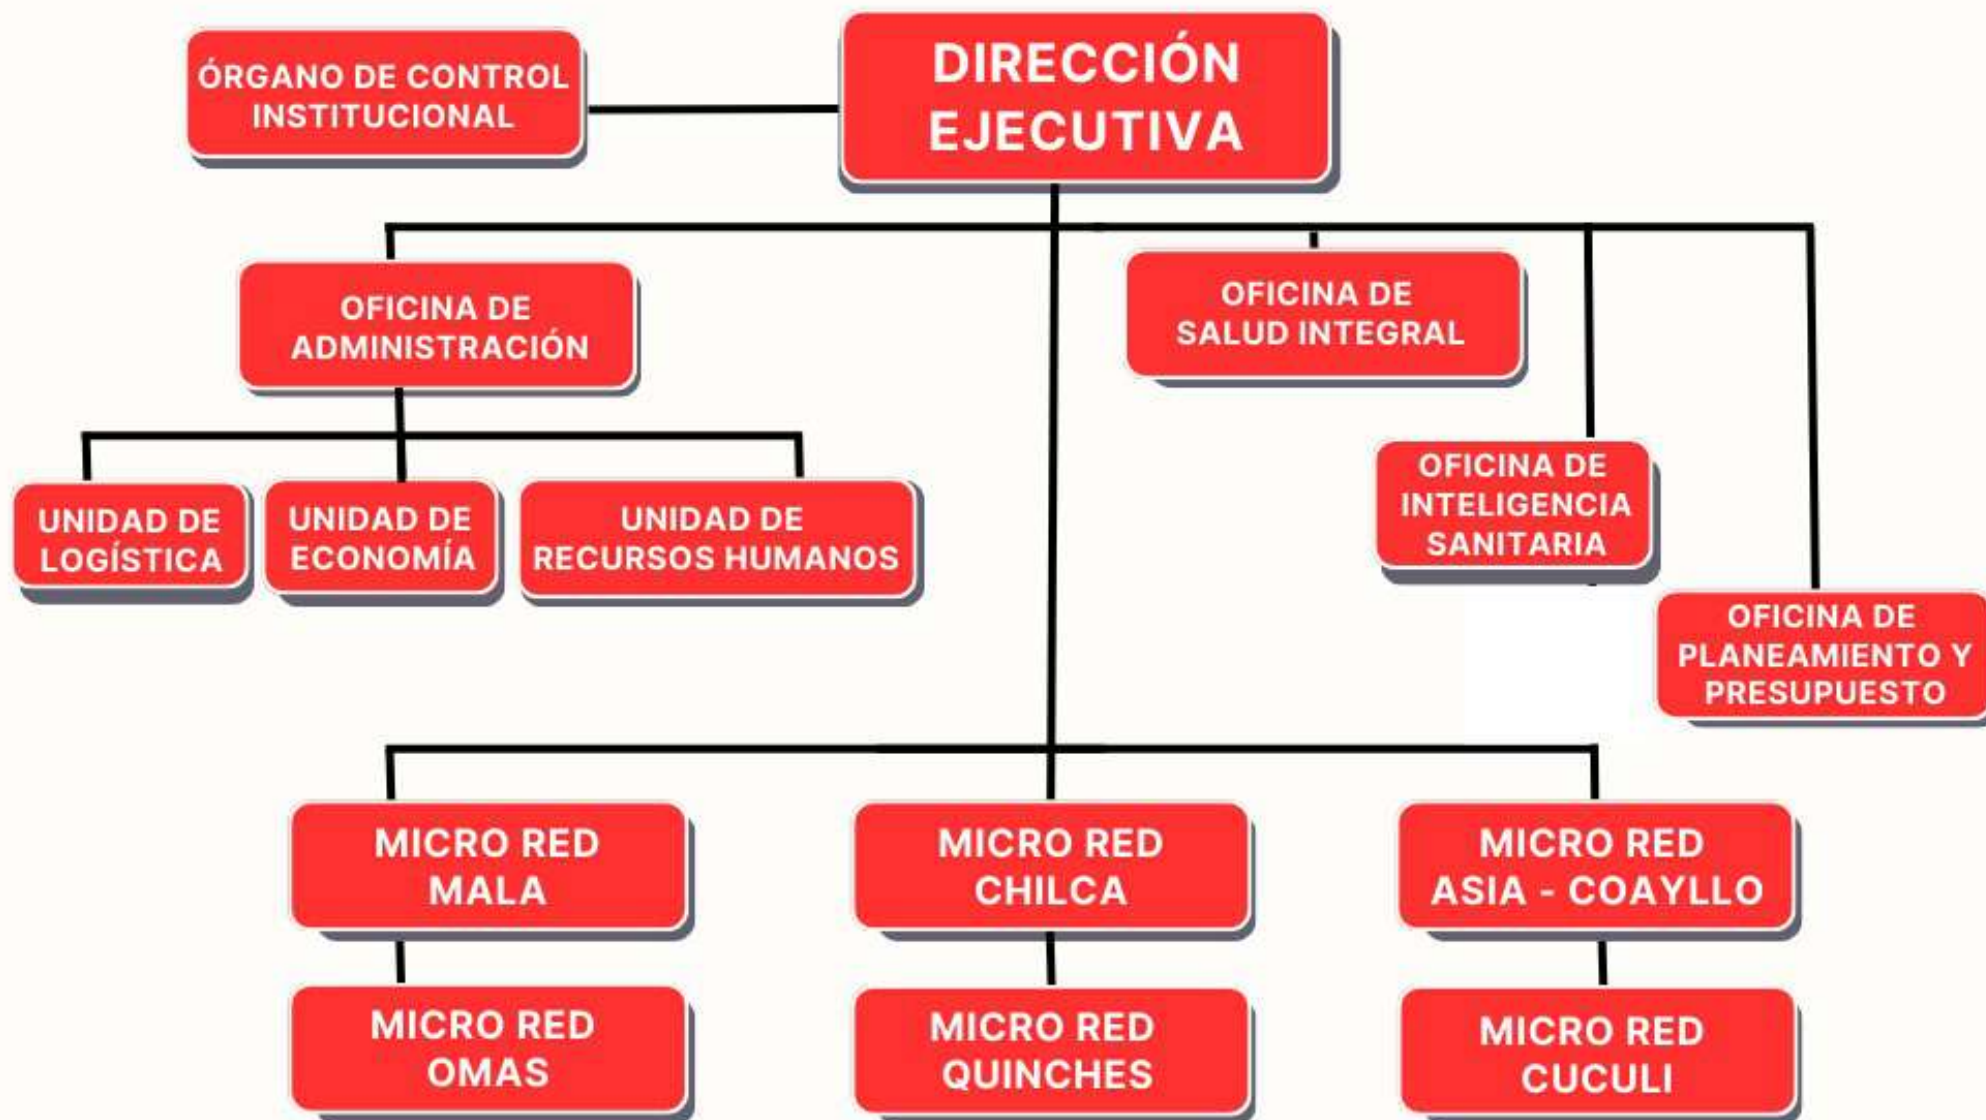 ÓRGANO DE CONTROL
INSTITUCIONAL
DIRECCIÓN
EJECUTIVA
OFICINA DE
ADMINISTRACIÓN
OFICINA DE
SALUD INTEGRAL
UNIDAD DE
LOGÍSTICA
UNIDAD DE
ECONOMÍA
UNIDAD DE
RECURSOS HUMANOS
OFICINA DE
INTELIGENCIA
SANITARIA
OFICINA DE
PLANEAMIENTO Y
PRESUPUESTO
MICRO RED
MALA
MICRO RED
CHILCA
MICRO RED
ASIA - COAYLLO
MICRO RED
OMAS
MICRO RED
QUINCHES
MICRO RED
CUCULI